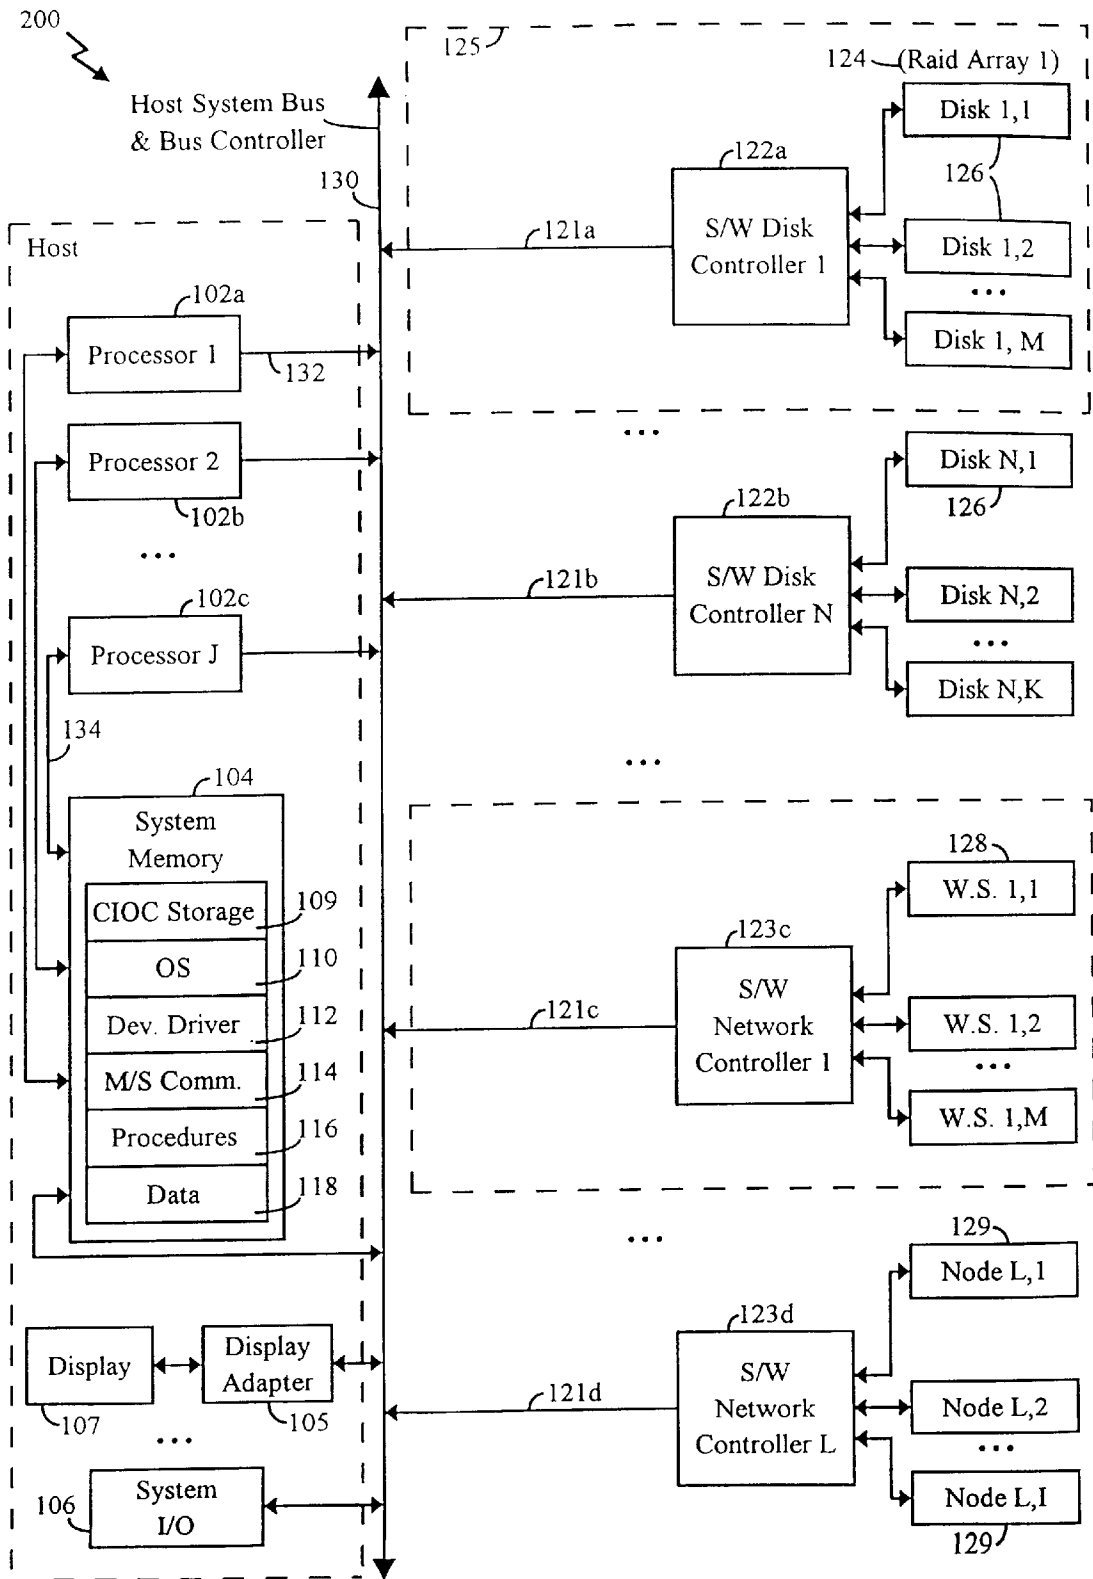 200
Host System Bus
& Bus Controller
130
125
124 (Raid Array 1)
Disk 1,1
126
122a
S/W Disk
Controller 1
121a
Disk 1,2
...
Disk 1, M
Host
102a
Processor 1
132
Processor 2
102b
...
102c
Processor J
134
...
Disk N,1
126
122b
S/W Disk
Controller N
121b
Disk N,2
...
Disk N,K
...
104
System
Memory
CIOC Storage
109
OS
110
Dev. Driver
112
M/S Comm.
114
Procedures
116
Data
118
128
W.S. 1,1
123c
S/W
Network
Controller 1
121c
W.S. 1,2
...
W.S. 1,M
...
129
Node L,1
123d
S/W
Network
Controller L
121d
Node L,2
...
Node L,I
129
Display
107
Display
Adapter
105
...
System
I/O
106